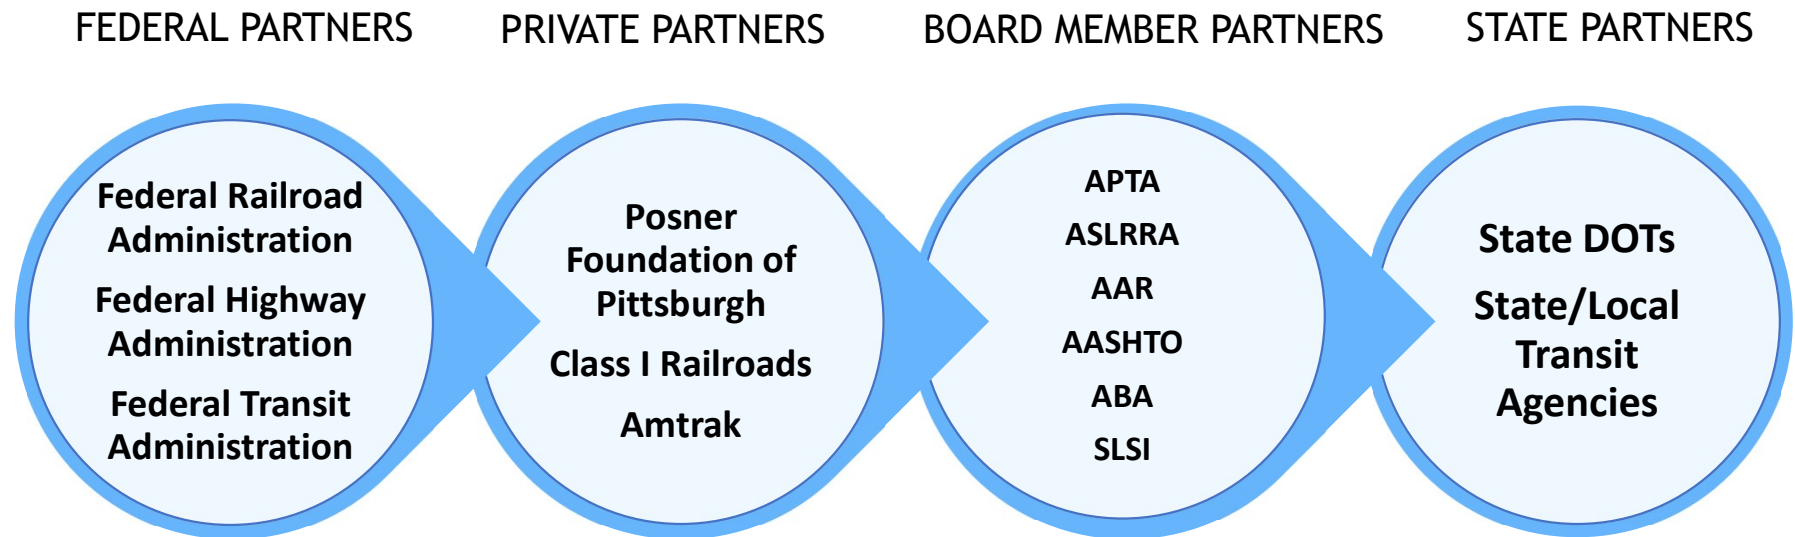 FEDERAL PARTNERS
Federal Railroad
Administration
Federal Highway
Administration
Federal Transit
Administration
PRIVATE PARTNERS
Posner
Foundation of
Pittsburgh
Class I Railroads
Amtrak
BOARD MEMBER PARTNERS
APTA
ASLRRA
AAR
AASHTO
ABA
SLSI
STATE PARTNERS
State DOTs
State/Local
Transit
Agencies